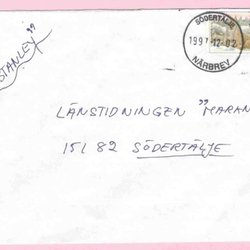 STANLEY”
SÖDERTÄLJE
1997-12-02
NÄRBREV
LÄNSTIDNINGEN ”MARAN
151 82 SÖDERTÄLJE